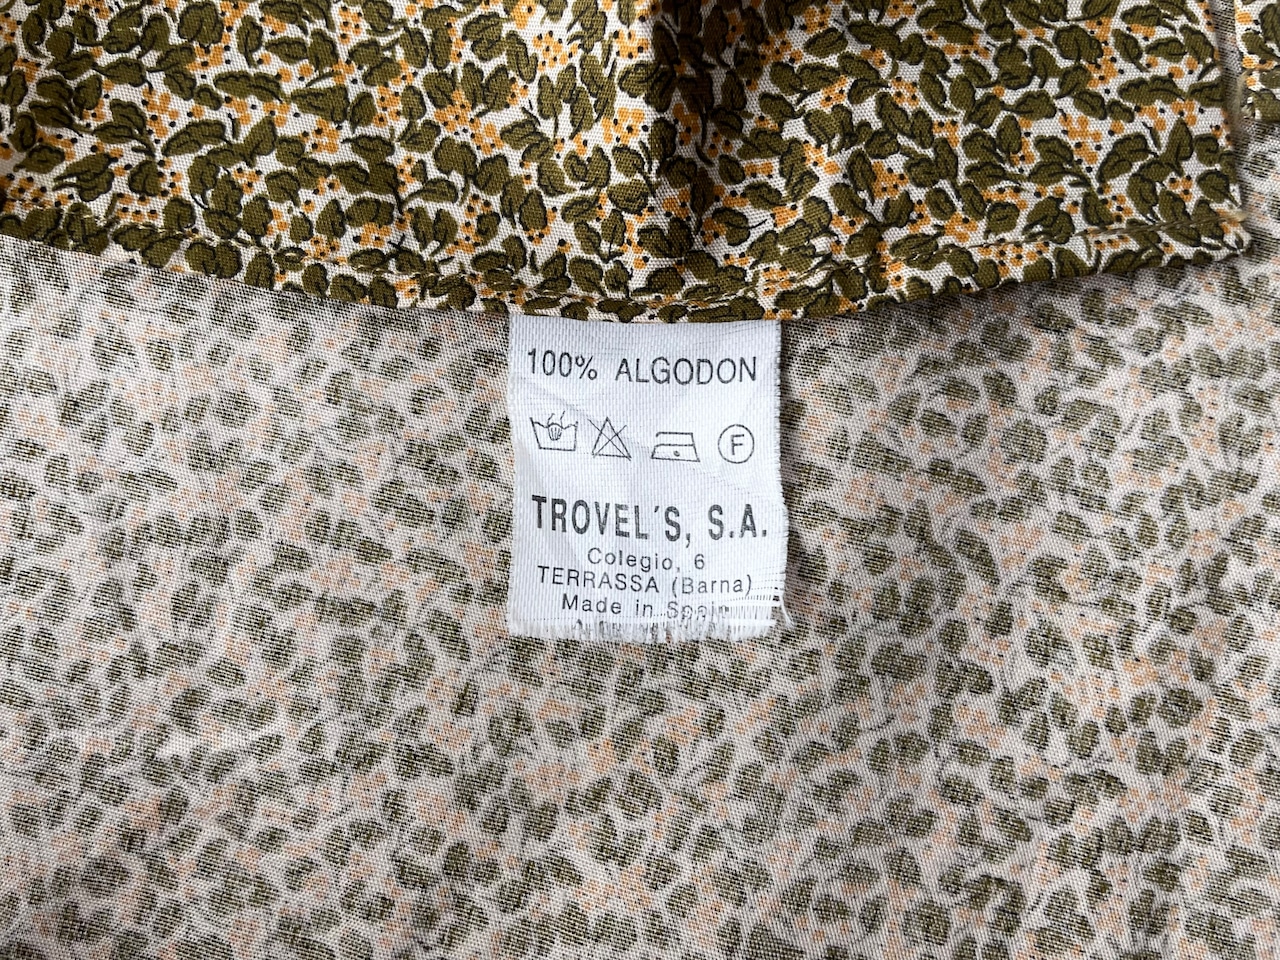 100% ALGODON
F
TROVEL´S, S.A.
Colegio, 6
TERRASSA (Barna)
Made in Spain